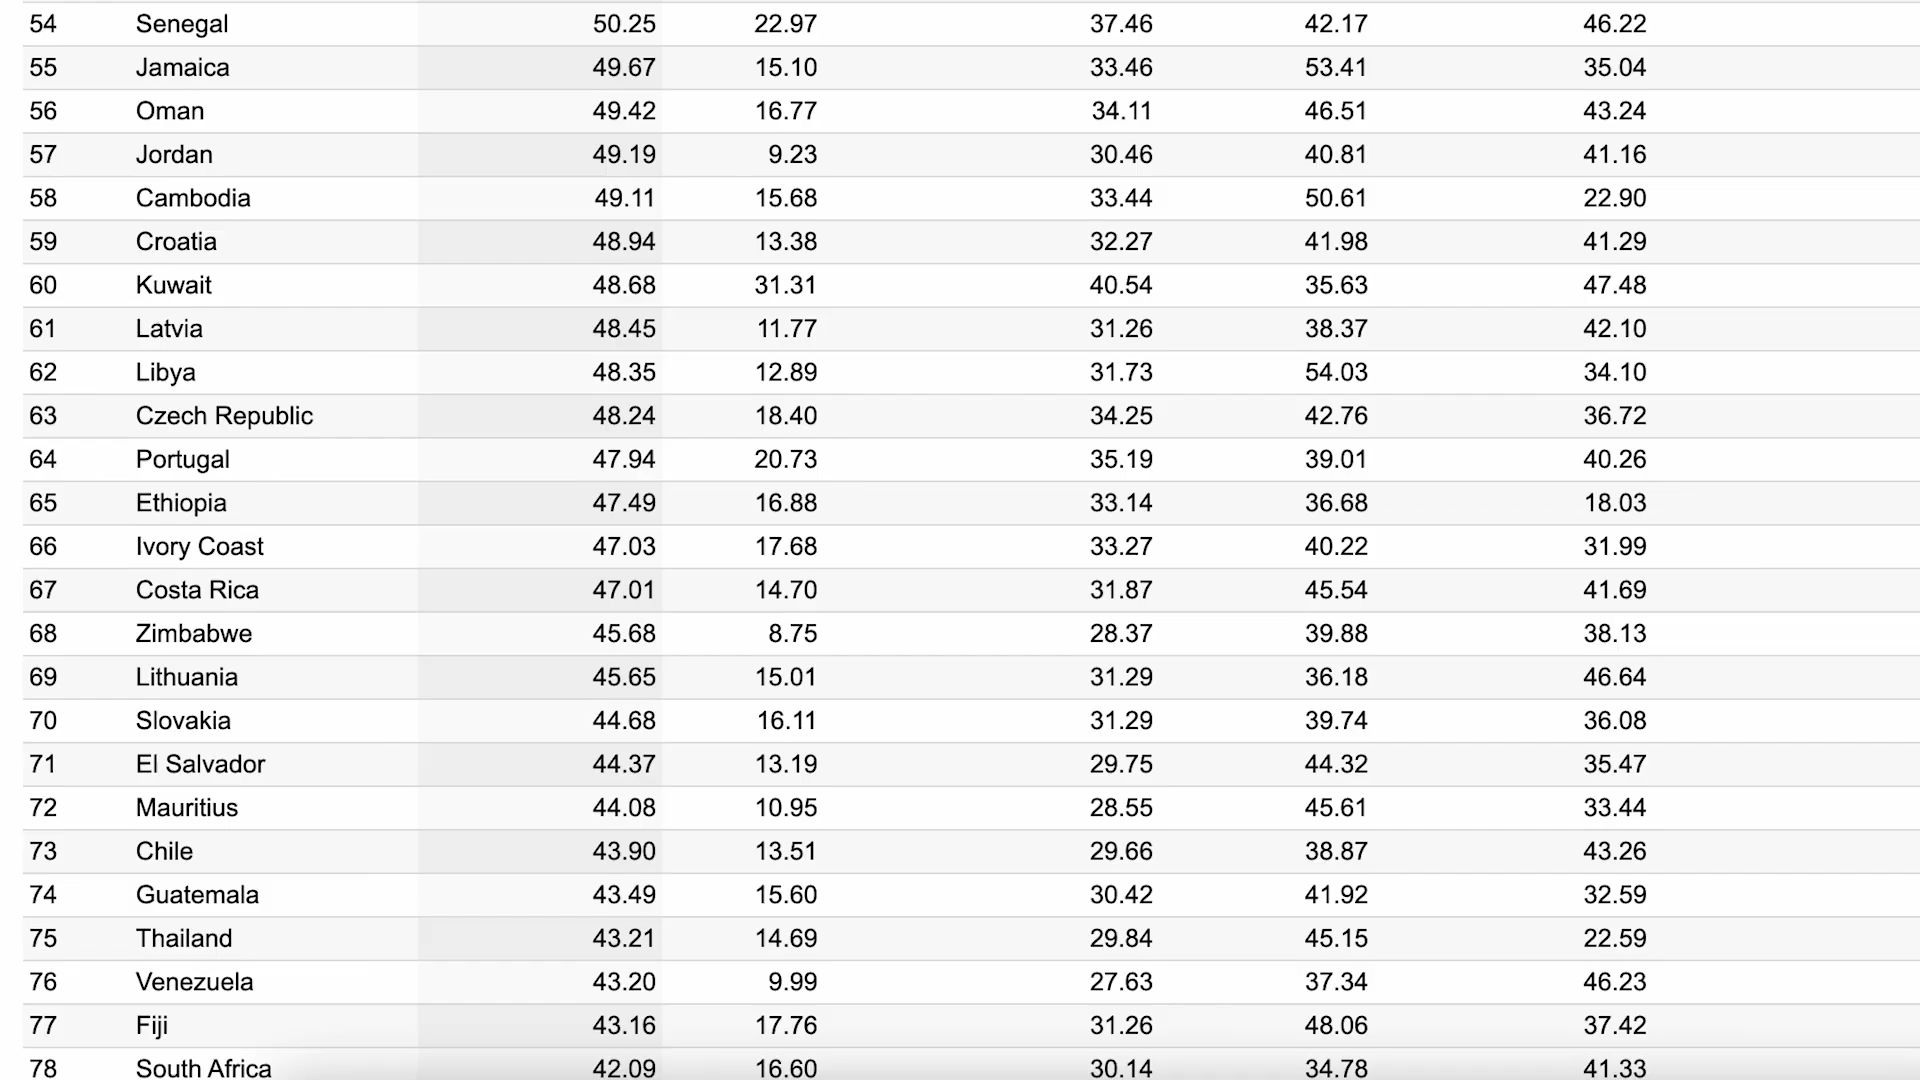 54 Senegal 50.25 22.97 37.46 42.17 46.22
55 Jamaica 49.67 15.10 33.46 53.41 35.04
56 Oman 49.42 16.77 34.11 46.51 43.24
57 Jordan 49.19 9.23 30.46 40.81 41.16
58 Cambodia 49.11 15.68 33.44 50.61 22.90
59 Croatia 48.94 13.38 32.27 41.98 41.29
60 Kuwait 48.68 31.31 40.54 35.63 47.48
61 Latvia 48.45 11.77 31.26 38.37 42.10
62 Libya 48.35 12.89 31.73 54.03 34.10
63 Czech Republic 48.24 18.40 34.25 42.76 36.72
64 Portugal 47.94 20.73 35.19 39.01 40.26
65 Ethiopia 47.49 16.88 33.14 36.68 18.03
66 Ivory Coast 47.03 17.68 33.27 40.22 31.99
67 Costa Rica 47.01 14.70 31.87 45.54 41.69
68 Zimbabwe 45.68 8.75 28.37 39.88 38.13
69 Lithuania 45.65 15.01 31.29 36.18 46.64
70 Slovakia 44.68 16.11 31.29 39.74 36.08
71 El Salvador 44.37 13.19 29.75 44.32 35.47
72 Mauritius 44.08 10.95 28.55 45.61 33.44
73 Chile 43.90 13.51 29.66 38.87 43.26
74 Guatemala 43.49 15.60 30.42 41.92 32.59
75 Thailand 43.21 14.69 29.84 45.15 22.59
76 Venezuela 43.20 9.99 27.63 37.34 46.23
77 Fiji 43.16 17.76 31.26 48.06 37.42
78 South Africa 42.09 16.60 30.14 34.78 41.33